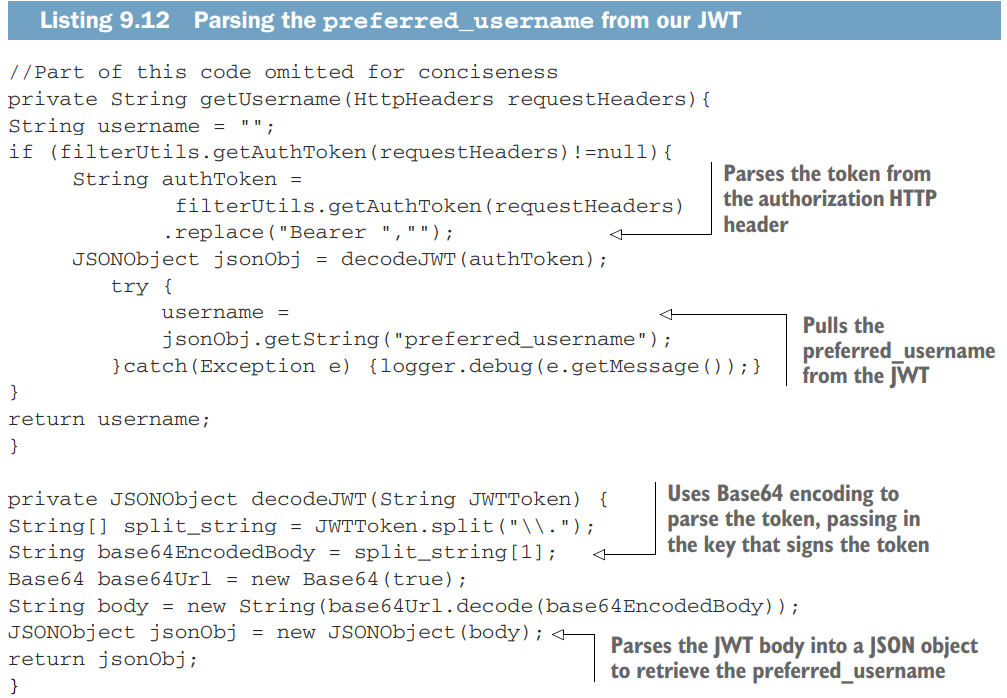 Listing 9.12 Parsing the preferred_username from our JWT
//Part of this code omitted for conciseness
private String getUsername(HttpHeaders requestHeaders){
String username = "";
if (filterUtils.getAuthToken(requestHeaders)!=null){
String authToken =
filterUtils.getAuthToken(requestHeaders)
.replace("Bearer ","");
Parses the token from
the authorization HTTP
header
JSONObject jsonObj = decodeJWT(authToken);
try {
username =
jsonObj.getString("preferred_username");
}catch(Exception e) {logger.debug(e.getMessage());}
Pulls the
preferred_username
from the JWT
}
return username;
}
private JSONObject decodeJWT(String JWTToken) {
String[] split_string = JWTToken.split("\\.");
String base64EncodedBody = split_string[1];
Uses Base64 encoding to
parse the token, passing in
the key that signs the token
Base64 base64Url = new Base64(true);
String body = new String(base64Url.decode(base64EncodedBody));
JSONObject jsonObj = new JSONObject(body);
return jsonObj;
}
Parses the JWT body into a JSON object
to retrieve the preferred_username